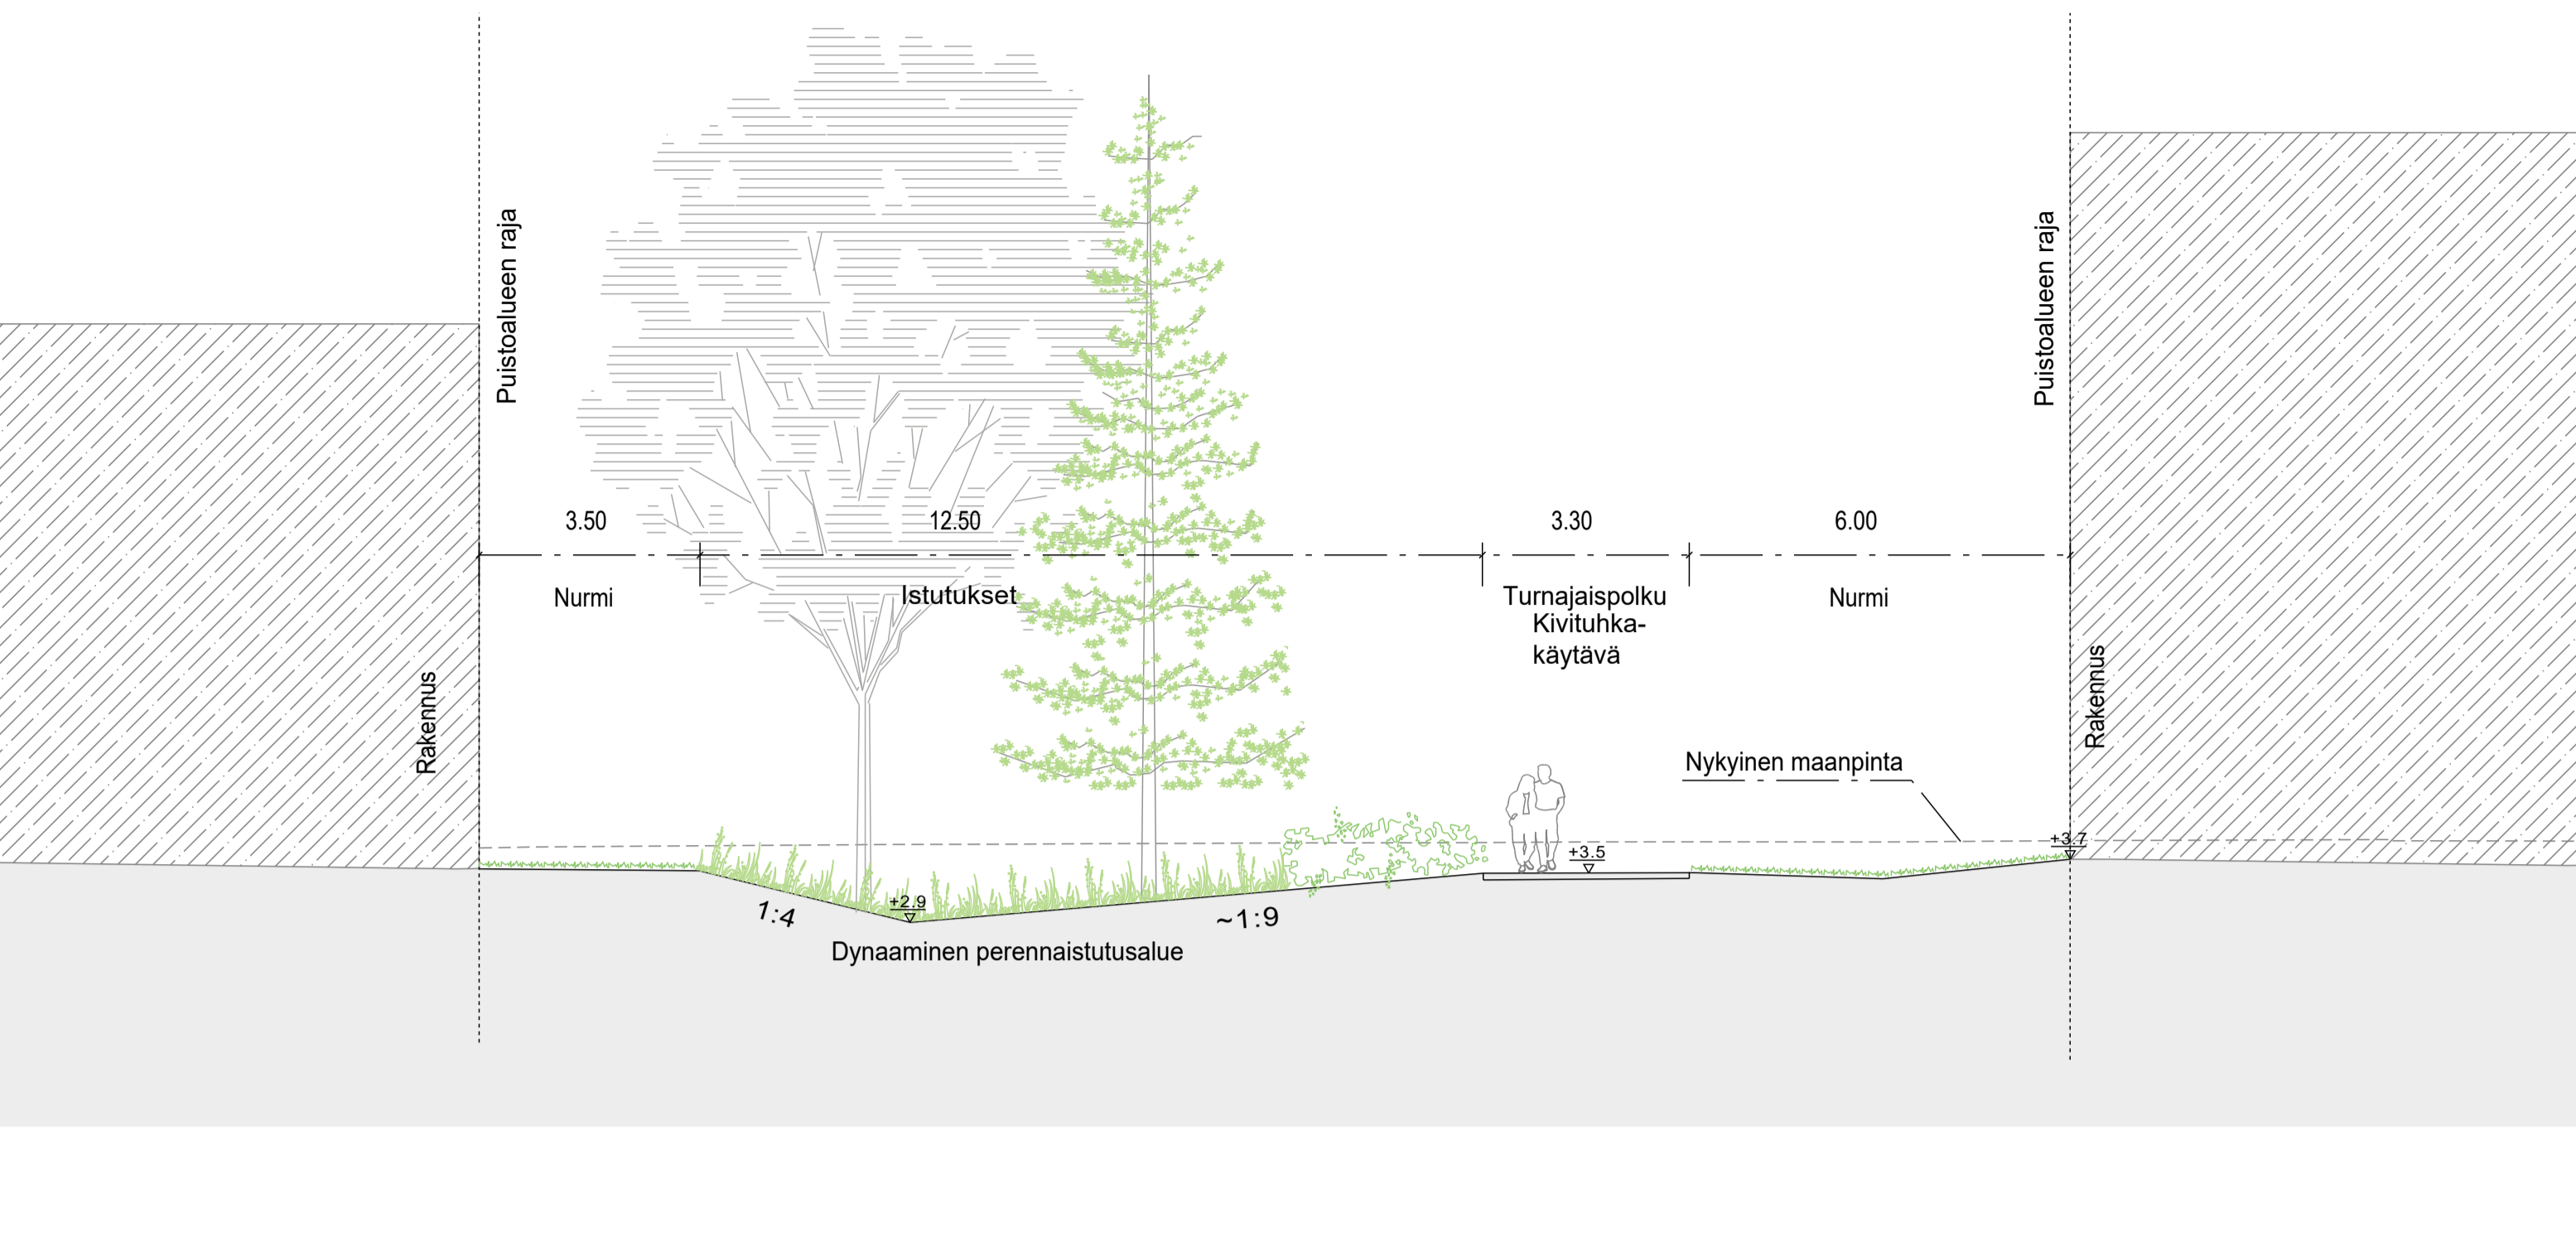 Puistoalueen raja
Puistoalueen raja
3.50
12.50
3.30
6.00
Nurmi
Istutukset
Turnajaispolku
Kivituhka-
käytävä
Nurmi
Rakennus
Rakennus
Nykyinen maanpinta
+3.7
+3.5
+2.9
1:4
~1:9
Dynaaminen perennaistutusalue